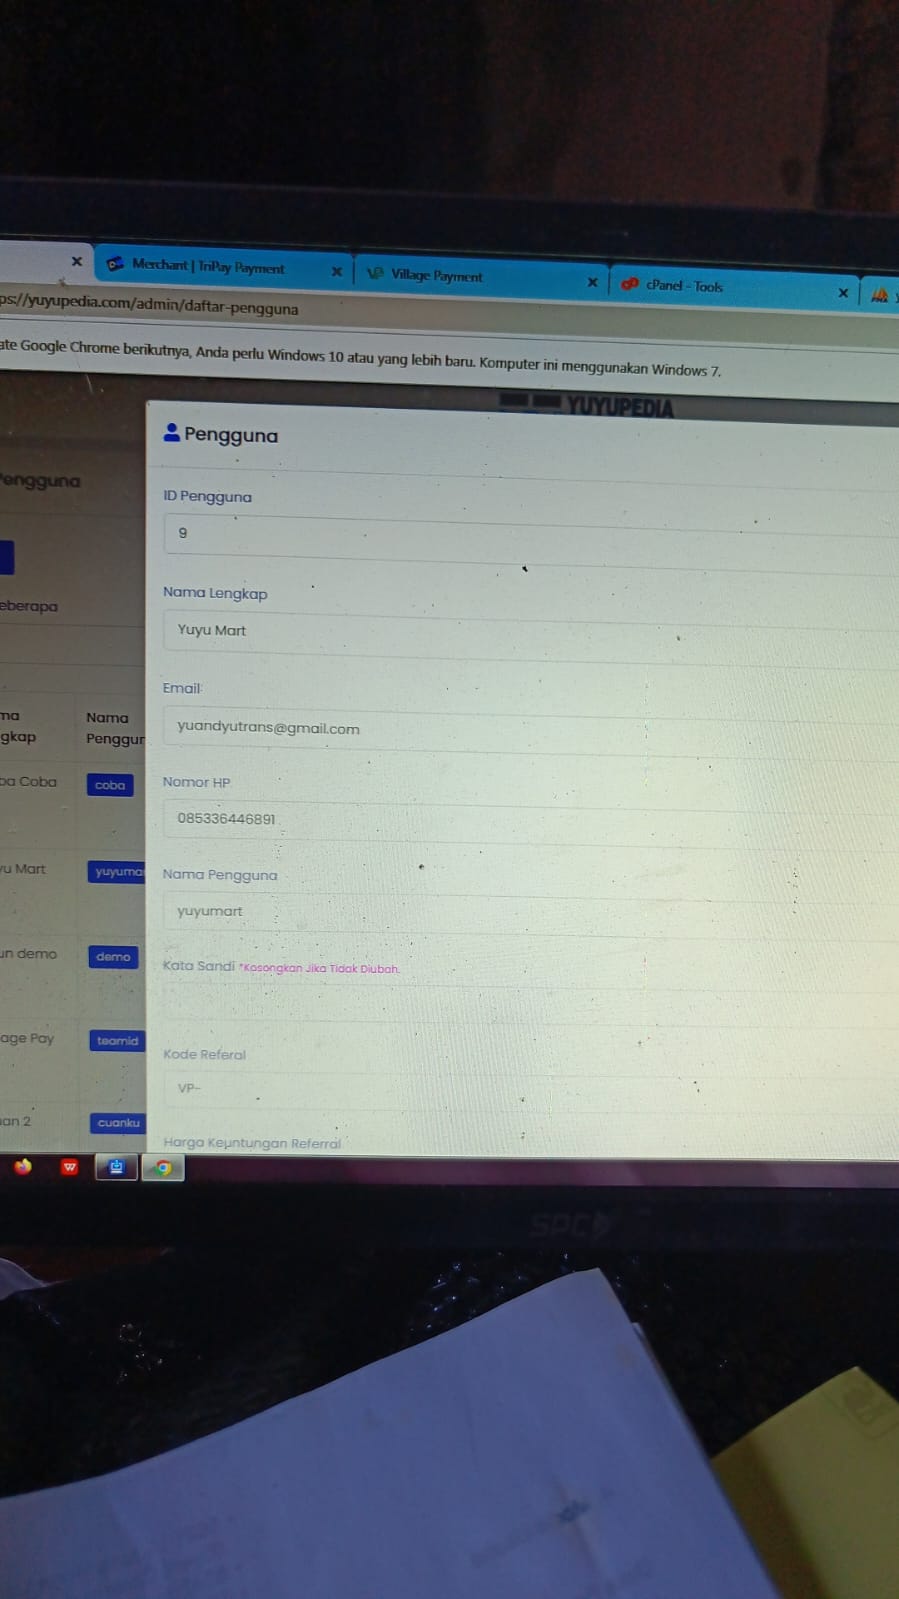 Merchant | TriPay Payment
Village Payment
cPanel - Tools
ps://yuyupedia.com/admin/daftar-pengguna
ate Google Chrome berikutnya, Anda perlu Windows 10 atau yang lebih baru. Komputer ini menggunakan Windows 7.
YUYUPEDIA
Pengguna
engguna
ID Pengguna
9
eberapa
Nama Lengkap
Yuyu Mart
Email:
yuandyutrans@gmail.com
ma
gkap
Nama
Penggun
Nomor HP
085336446891
ba Coba
coba
yu Mart
yuyuma
Nama Pengguna
yuyumart
un demo
demo
Kata Sandi *Kosongkan Jika Tidak Diubah.
age Pay
teamid
Kode Referal
VP-
uan 2
cuanku
Harga Keuntungan Referral
SPC